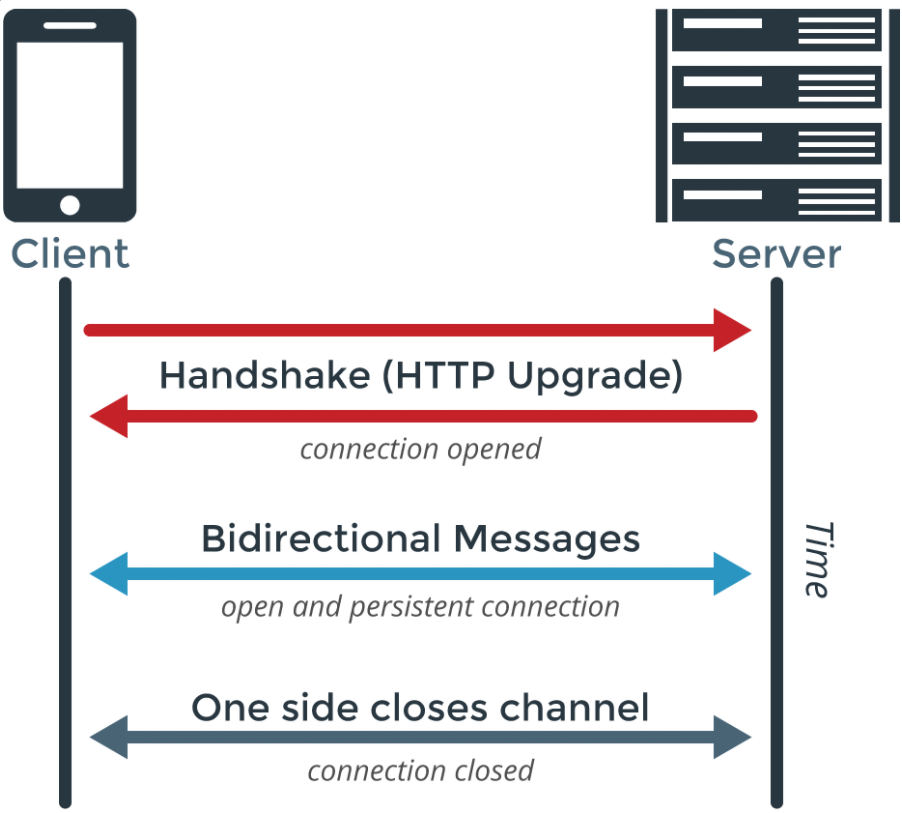 Client
Server
Handshake (HTTP Upgrade)
connection opened
Bidirectional Messages
Time
open and persistent connection
One side closes channel
connection closed